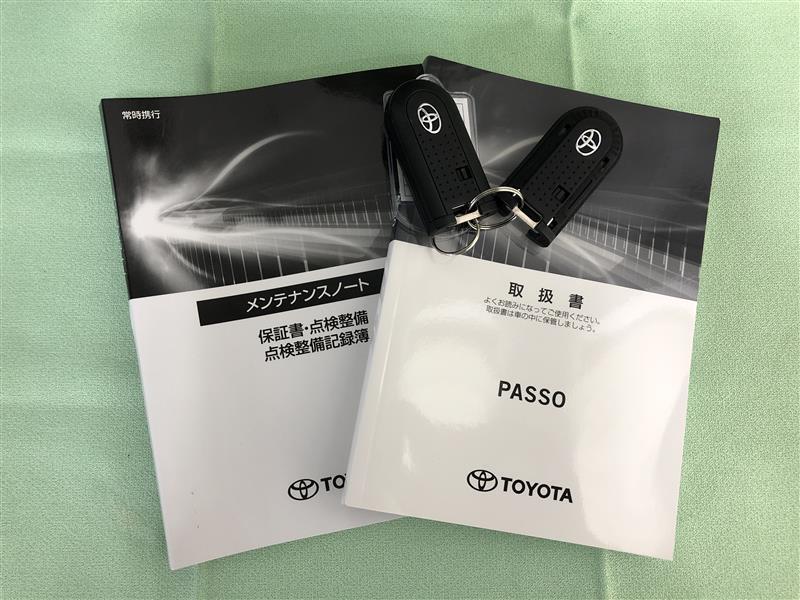 常時携行
メンテナンスノート
保証書・点検整備
点検整備記録簿
TO
取扱書
よくお読みになってご使用ください。
取扱書は車の中に保管しましょう。
PASSO
TOYOTA